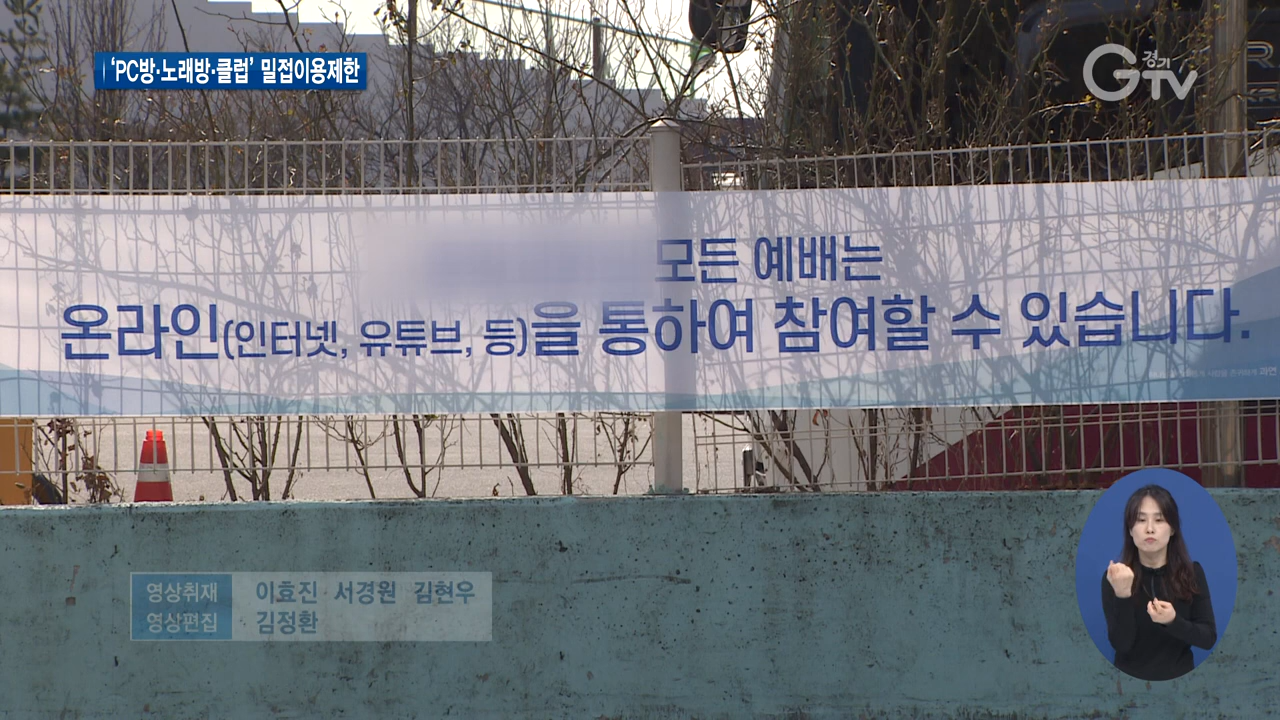 ‘PC방·노래방·클럽’ 밀접이용제한
G경기TV
모든 예배는
온라인(인터넷, 유튜브, 등)을 통하여 참여할 수 있습니다.
영상취재 이효진 서경원 김현우
영상편집 김정환